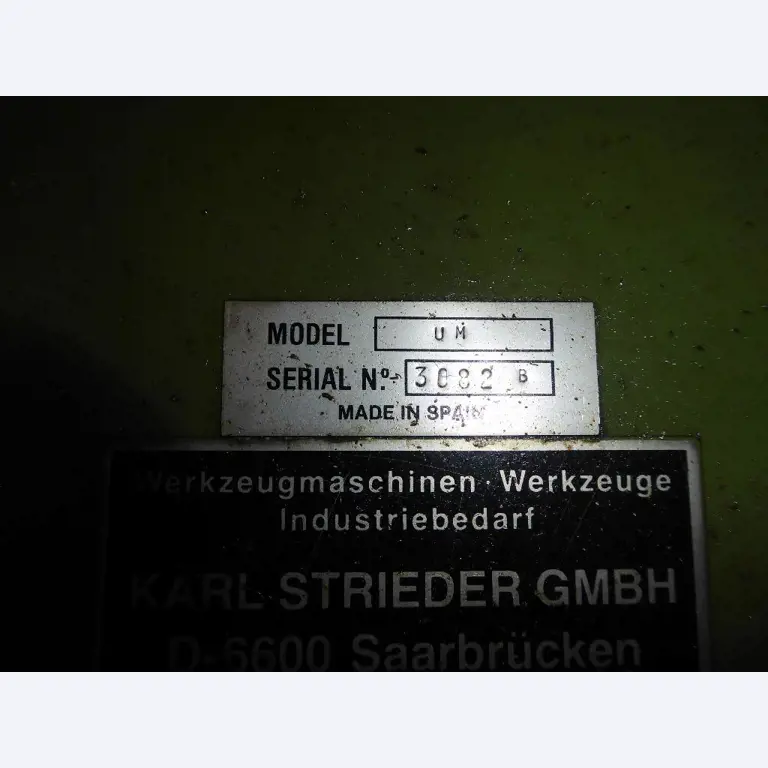 MODEL UM
SERIAL Nº 3082 B
MADE IN SPAIN
Werkzeugmaschinen · Werkzeuge
Industriebedarf
KARL STRIEDER GMBH
D-6600 Saarbrücken